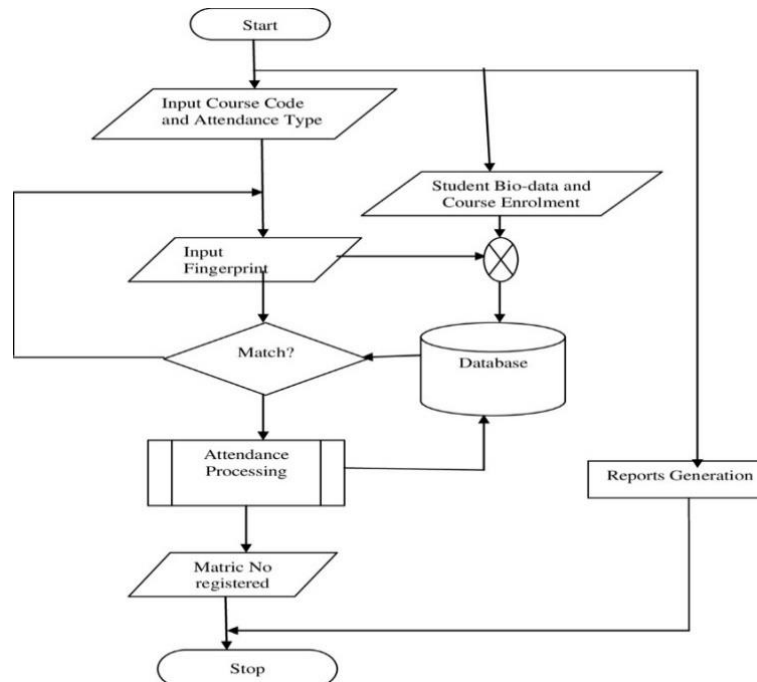 Start
Input Course Code
and Attendance Type
Student Bio-data and
Course Enrolment
Input
Fingerprint
Match?
Database
Attendance
Processing
Reports Generation
Matric No
registered
Stop